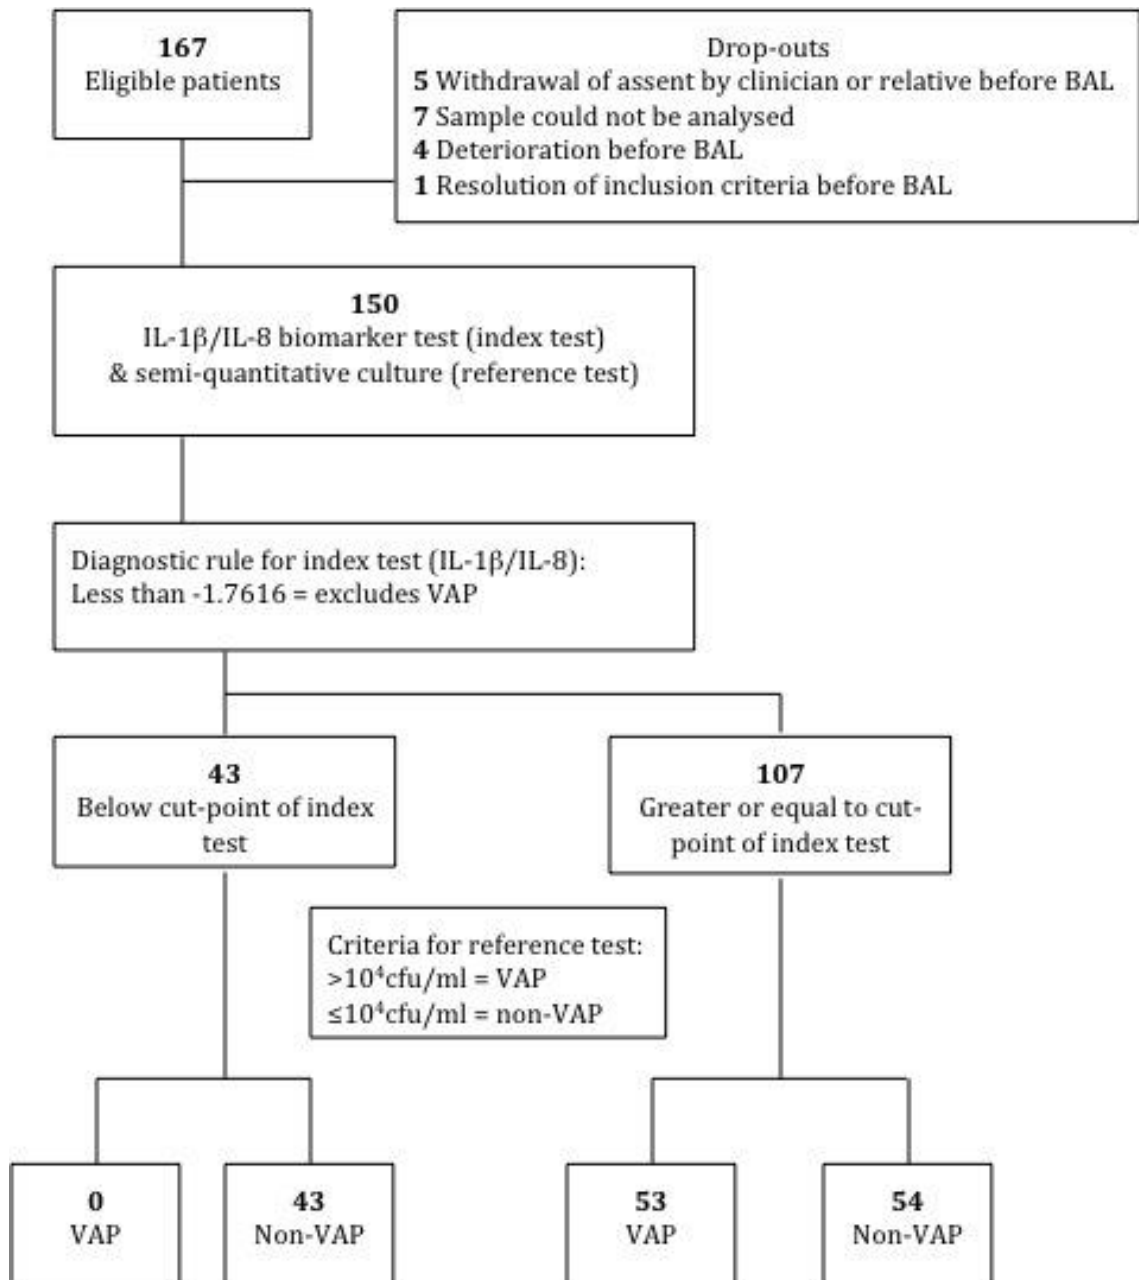 167
Eligible patients
Drop-outs
5 Withdrawal of assent by clinician or relative before BAL
7 Sample could not be analysed
4 Deterioration before BAL
1 Resolution of inclusion criteria before BAL
150
IL-1β/IL-8 biomarker test (index test)
& semi-quantitative culture (reference test)
Diagnostic rule for index test (IL-1β/IL-8):
Less than -1.7616 = excludes VAP
43
Below cut-point of index
test
107
Greater or equal to cut-
point of index test
Criteria for reference test:
>10⁴cfu/ml = VAP
≤10⁴cfu/ml = non-VAP
0
VAP
43
Non-VAP
53
VAP
54
Non-VAP